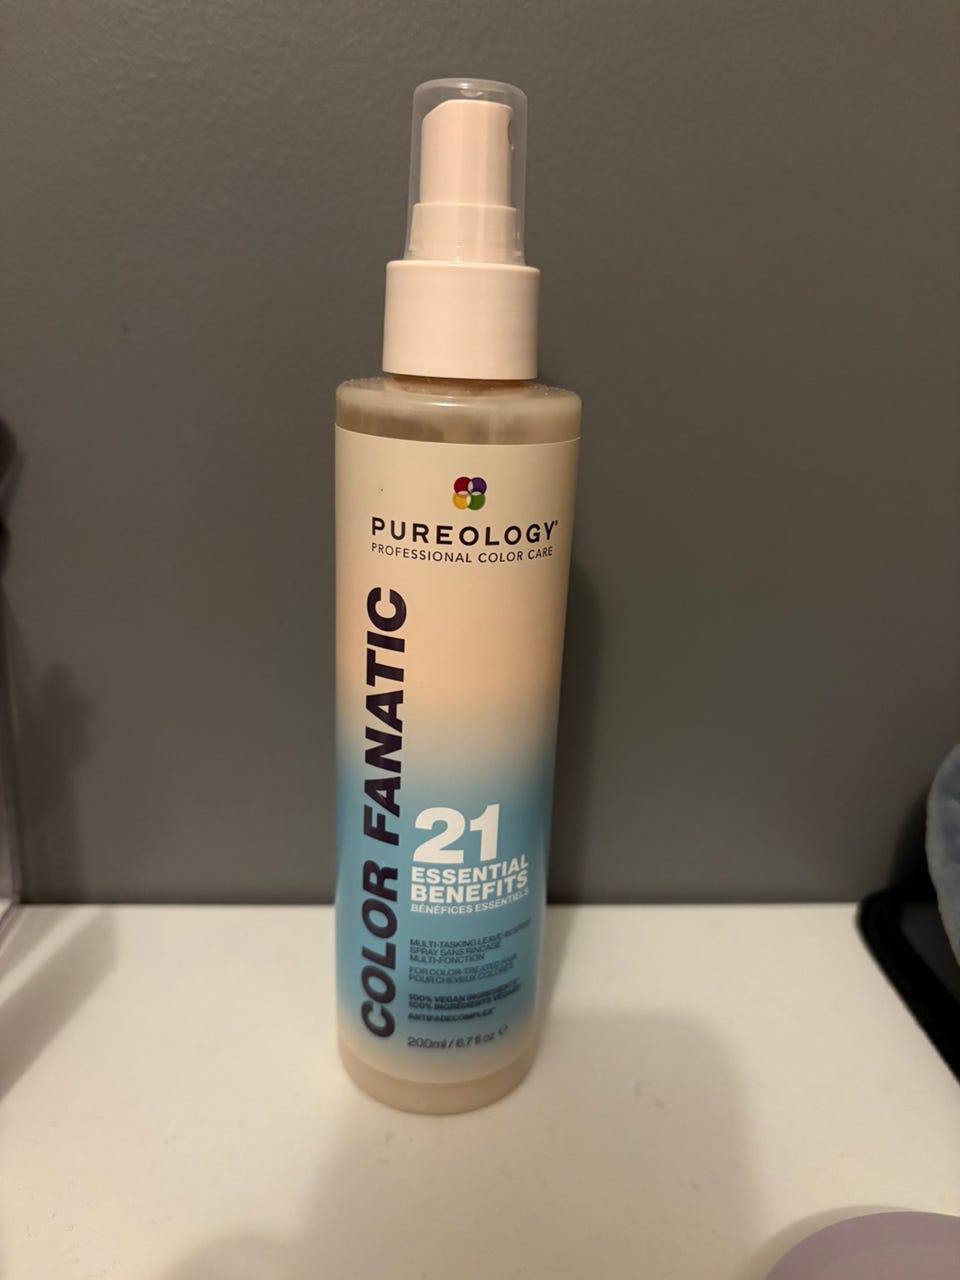 PUREOLOGY®
PROFESSIONAL COLOR CARE
COLOR FANATIC
21
ESSENTIAL
BENEFITS
BÉNÉFICES ESSENTIELS
MULTI-TASKING LEAVE-IN SPRAY
SPRAY SANS RINÇAGE
MULTI-FONCTION
FOR COLOR-TREATED HAIR
POUR CHEVEUX COLORÉS
100% VEGAN INGREDIENTS
100% INGRÉDIENTS VÉGANS
ANTIFADECOMPLEX™
200ml / 6.7 fl oz ℮